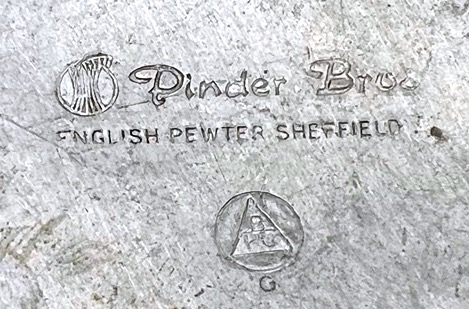 Pinder Bros
ENGLISH PEWTER SHEFFIELD
G